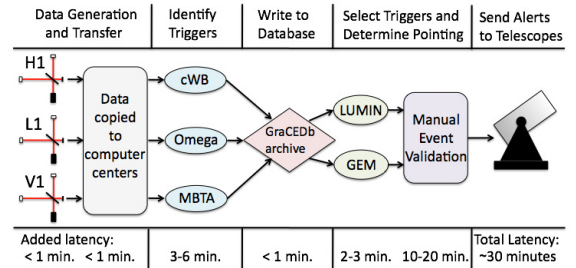 Data Generation
and Transfer
Identify
Triggers
Write to
Database
Select Triggers and
Determine Pointing
Send Alerts
to Telescopes
H1
L1
V1
Data
copied
to
computer
centers
cWB
Omega
MBTA
GraCEDb
archive
LUMIN
GEM
Manual
Event
Validation
Added latency:
< 1 min. < 1 min.
3-6 min.
< 1 min.
2-3 min. 10-20 min.
Total Latency:
~30 minutes